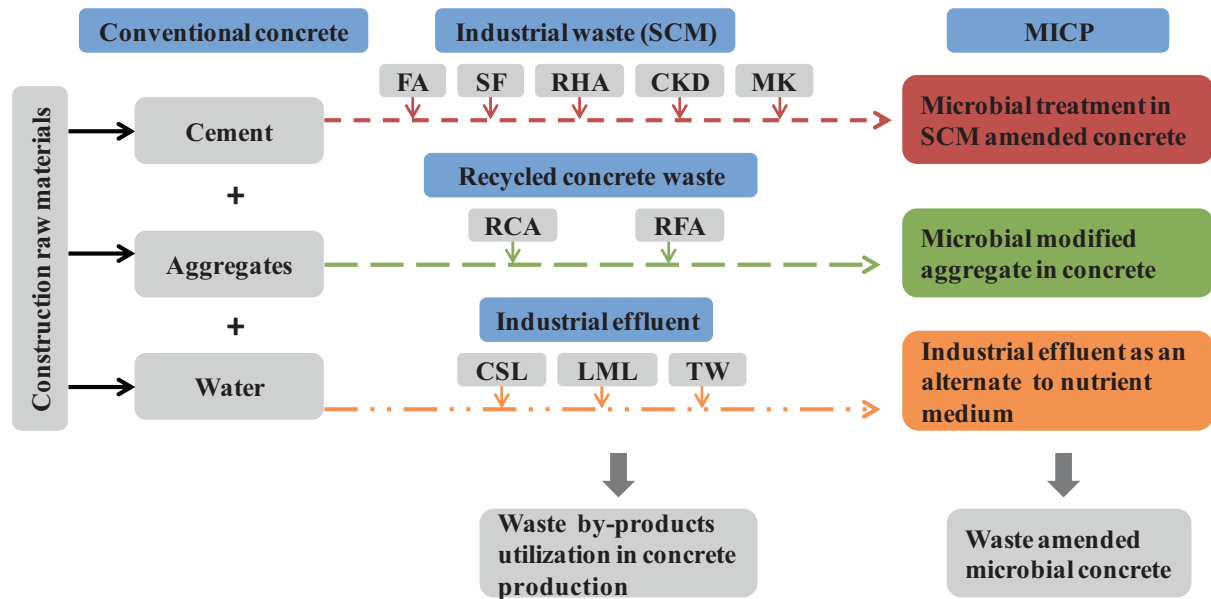 Conventional concrete
Industrial waste (SCM)
MICP
FA SF RHA CKD MK
Construction raw materials
Cement
Microbial treatment in
SCM amended concrete
+
Recycled concrete waste
RCA RFA
Aggregates
Microbial modified
aggregate in concrete
+
Industrial effluent
CSL LML TW
Water
Industrial effluent as an
alternate to nutrient
medium
Waste by-products
utilization in concrete
production
Waste amended
microbial concrete